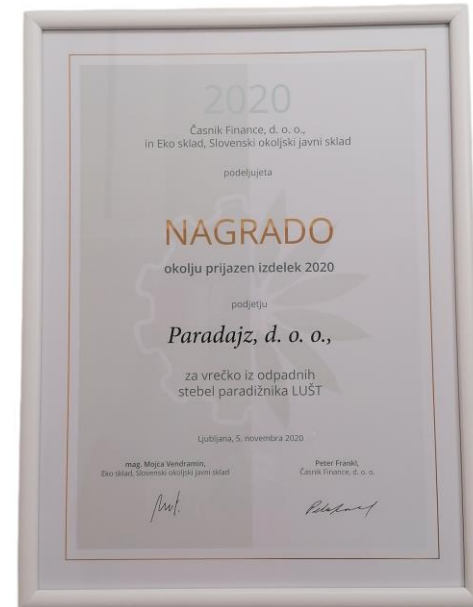 2020
Časnik Finance, d. o. o.,
in Eko sklad, Slovenski okoljski javni sklad
podeljujeta
NAGRADO
okolju prijazen izdelek 2020
podjetju
Paradajz, d. o. o.,
za vrečko iz odpadnih
stebel paradižnika LUŠT
Ljubljana, 5. novembra 2020
mag. Mojca Vendramin,
Eko sklad, Slovenski okoljski javni sklad
Peter Frankl,
Časnik Finance, d. o. o.